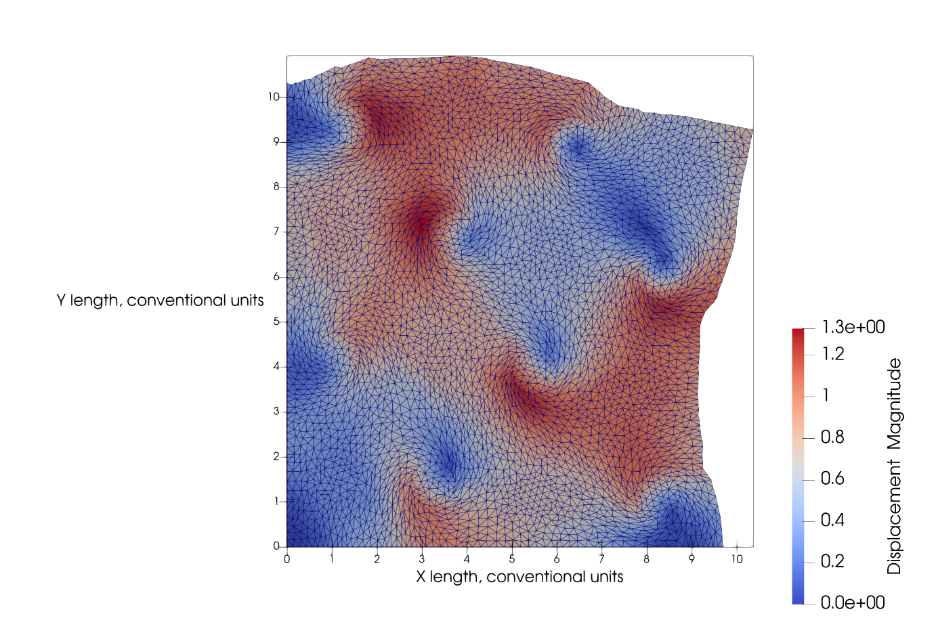 10
9
8
7
6
Y length, conventional units
5
4
3
2
1
0
0 1 2 3 4 5 6 7 8 9 10
X length, conventional units
1.3e+00
1.2
1
0.8
0.6
0.4
0.2
0.0e+00
Displacement Magnitude